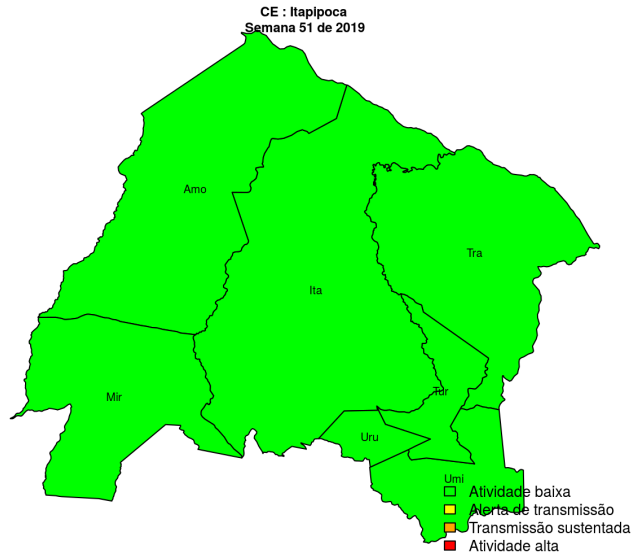 CE : Itapipoca
Semana 51 de 2019
Amo
Tra
Ita
Tur
Mir
Uru
Umi
Atividade baixa
Alerta de transmissão
Transmissão sustentada
Atividade alta